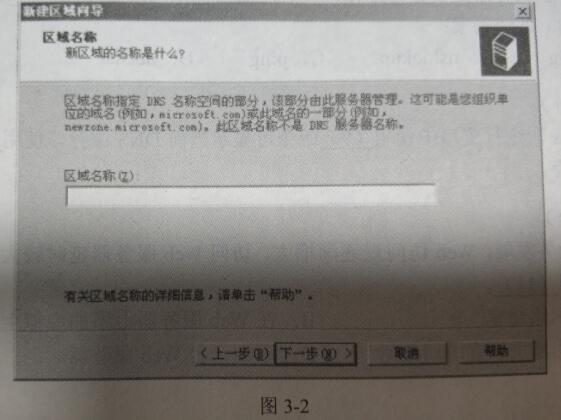 新建区域向导
区域名称
新区域的名称是什么?
区域名称指定 DNS 名称空间的部分，该部分由此服务器管理。这可能是您组织单
位的域名(例如，microsoft.com)或此域名的一部分(例如，
newzone.microsoft.com)。此区域名称不是 DNS 服务器名称。
区域名称(Z):
有关区域名称的详细信息，请单击“帮助”。
<上一步(B) 下一步(N) > 取消 帮助
图 3-2